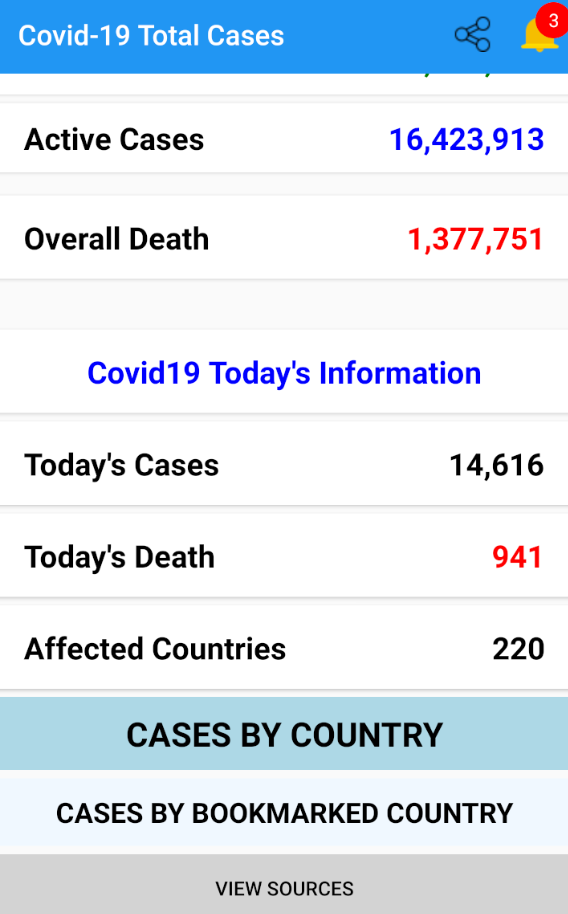 Covid-19 Total Cases
3
Active Cases 16,423,913
Overall Death 1,377,751
Covid19 Today's Information
Today's Cases 14,616
Today's Death 941
Affected Countries 220
CASES BY COUNTRY
CASES BY BOOKMARKED COUNTRY
VIEW SOURCES